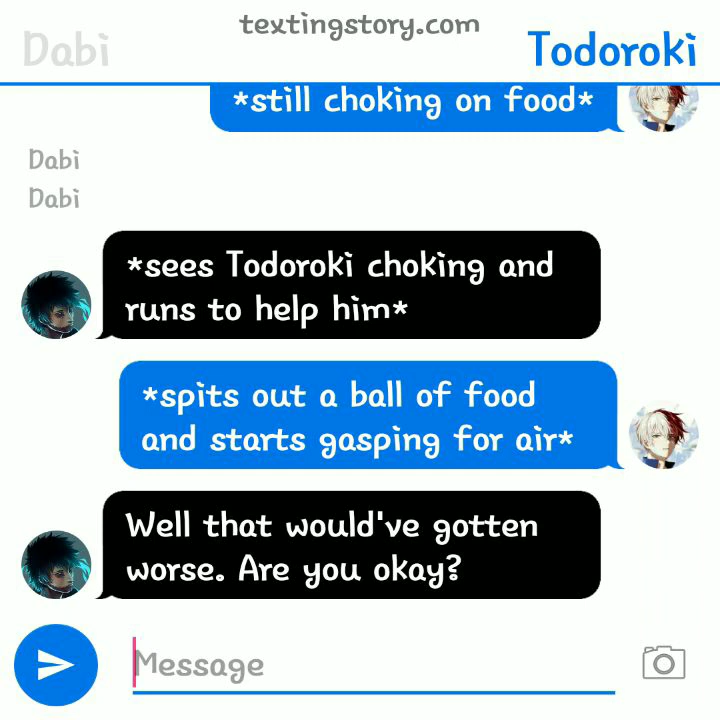 textingstory.com
Dabi
Todoroki
*still choking on food*
Dabi
Dabi
*sees Todoroki choking and
runs to help him*
*spits out a ball of food
and starts gasping for air*
Well that would've gotten
worse. Are you okay?
Message